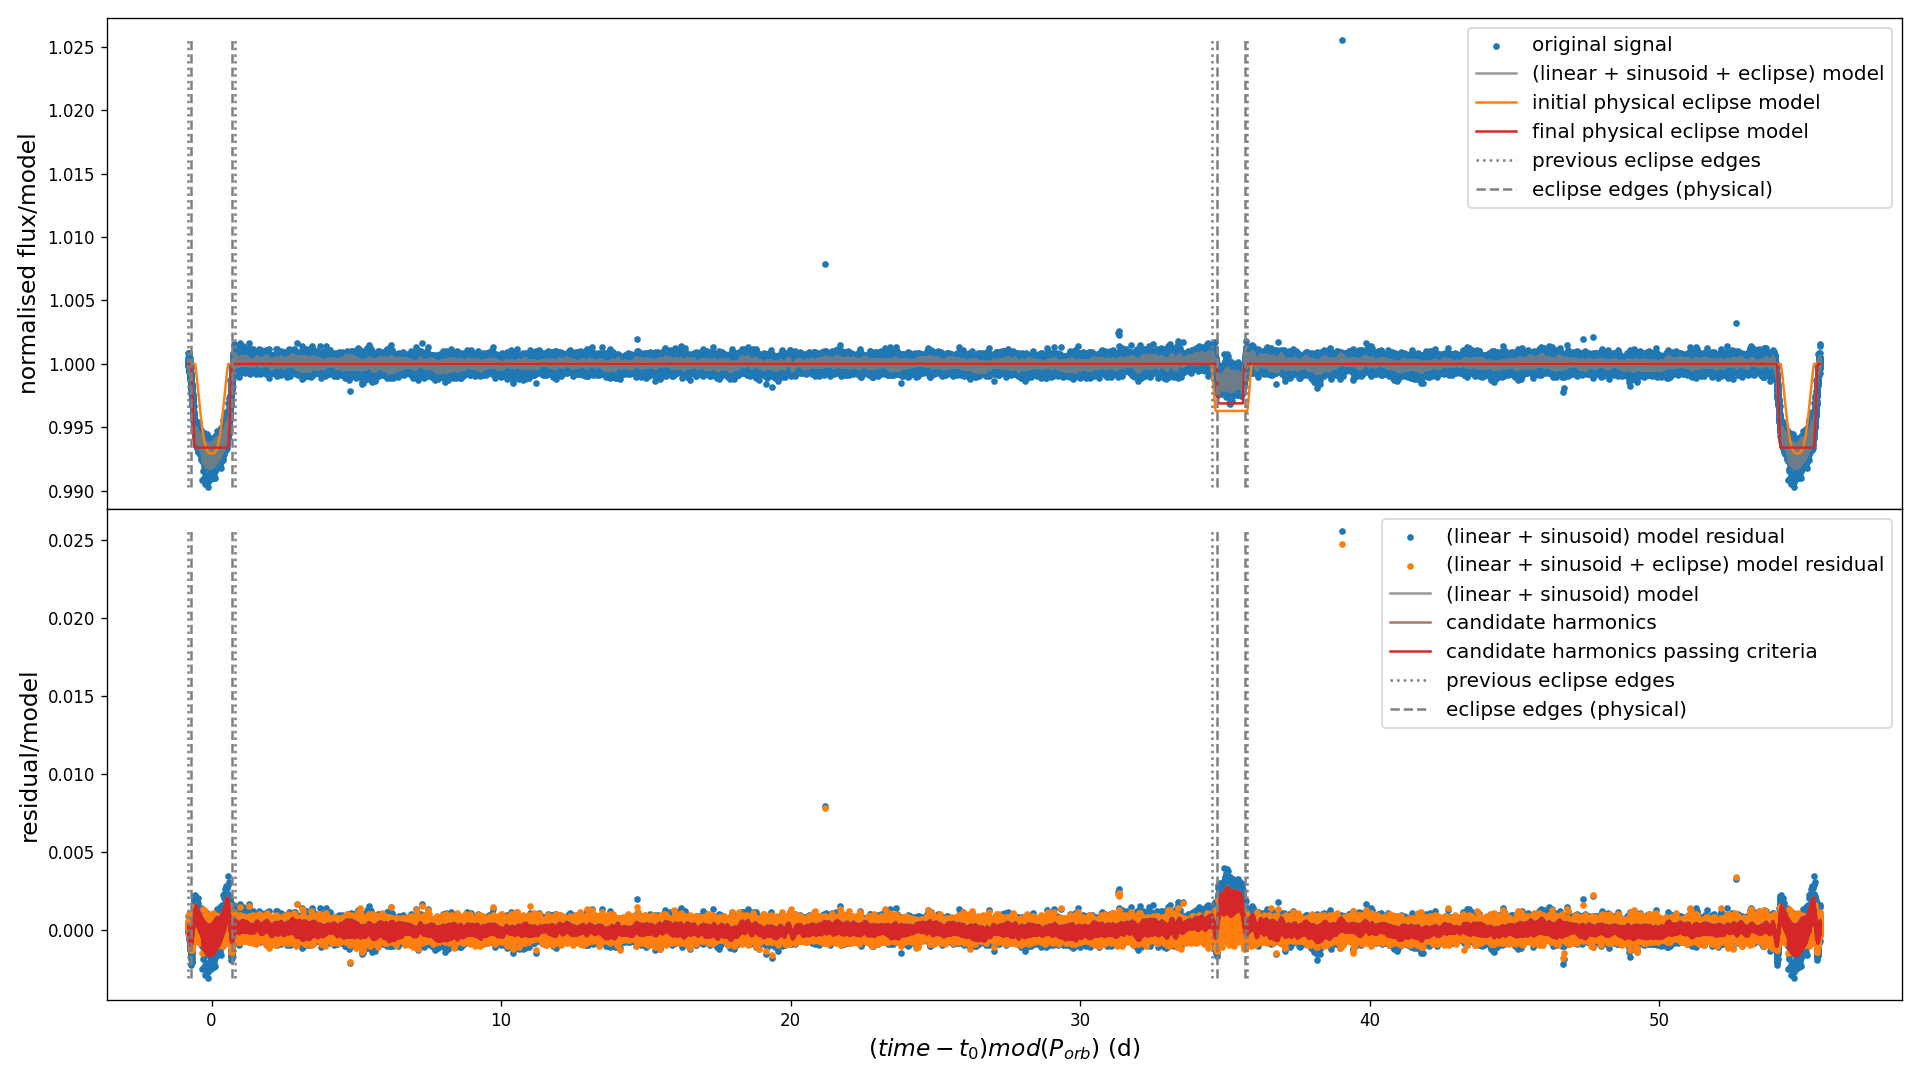 normalised flux/model
1.025
1.020
1.015
1.010
1.005
1.000
0.995
0.990
original signal
(linear + sinusoid + eclipse) model
initial physical eclipse model
final physical eclipse model
previous eclipse edges
eclipse edges (physical)
residual/model
0.025
0.020
0.015
0.010
0.005
0.000
(linear + sinusoid) model residual
(linear + sinusoid + eclipse) model residual
(linear + sinusoid) model
candidate harmonics
candidate harmonics passing criteria
previous eclipse edges
eclipse edges (physical)
0 10 20 30 40 50
(time − t₀)mod(P_orb) (d)